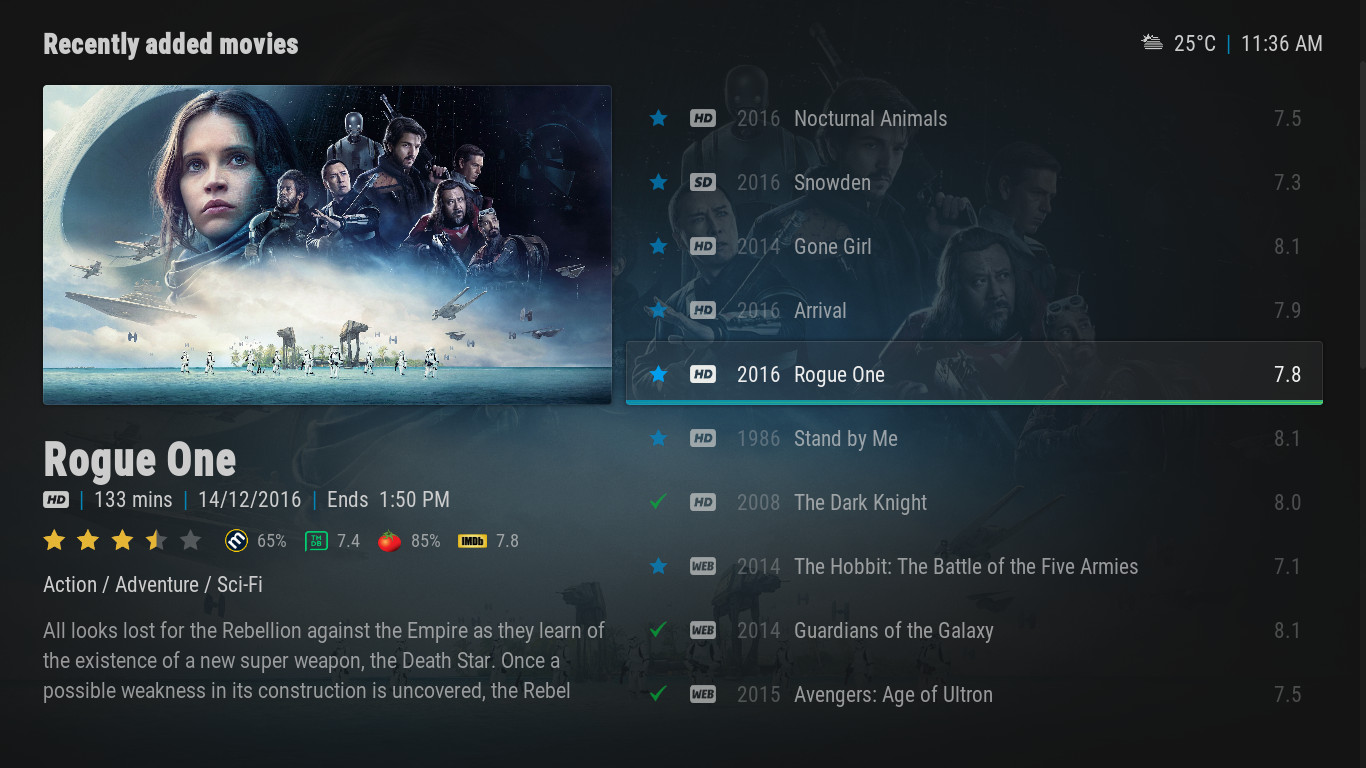 Recently added movies
25°C | 11:36 AM
HD 2016 Nocturnal Animals 7.5
SD 2016 Snowden 7.3
HD 2014 Gone Girl 8.1
HD 2016 Arrival 7.9
HD 2016 Rogue One 7.8
HD 1986 Stand by Me 8.1
HD 2008 The Dark Knight 8.0
WEB 2014 The Hobbit: The Battle of the Five Armies 7.1
WEB 2014 Guardians of the Galaxy 8.1
WEB 2015 Avengers: Age of Ultron 7.5
Rogue One
HD | 133 mins | 14/12/2016 | Ends 1:50 PM
m 65% THDB 7.4 85% IMDb 7.8
Action / Adventure / Sci-Fi
All looks lost for the Rebellion against the Empire as they learn of
the existence of a new super weapon, the Death Star. Once a
possible weakness in its construction is uncovered, the Rebel